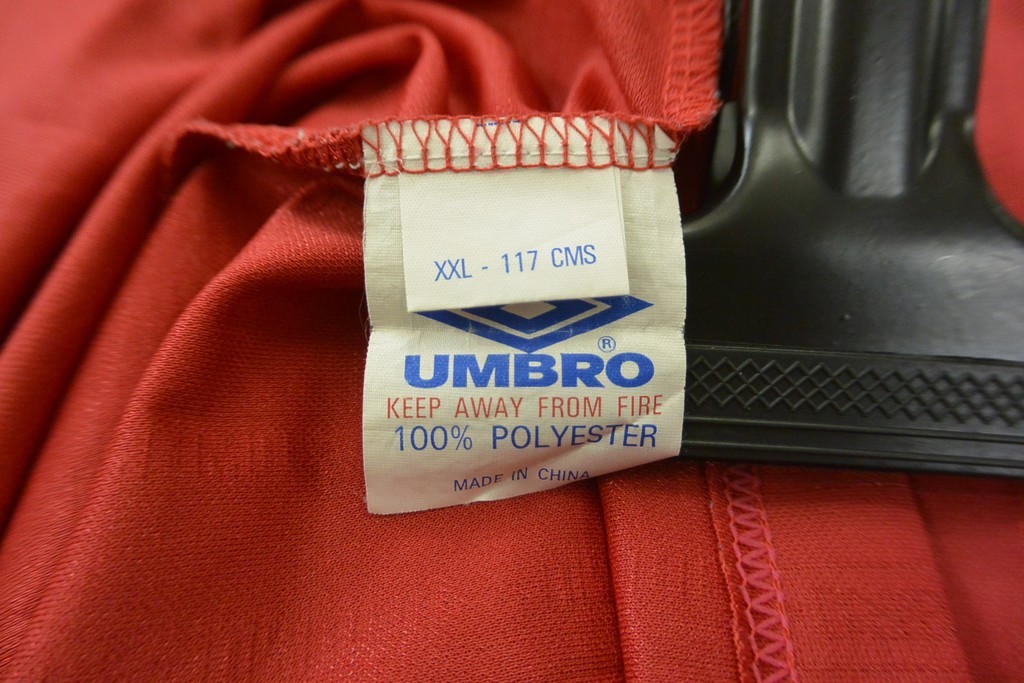 XXL - 117 CMS
UMBRO®
KEEP AWAY FROM FIRE
100% POLYESTER
MADE IN CHINA